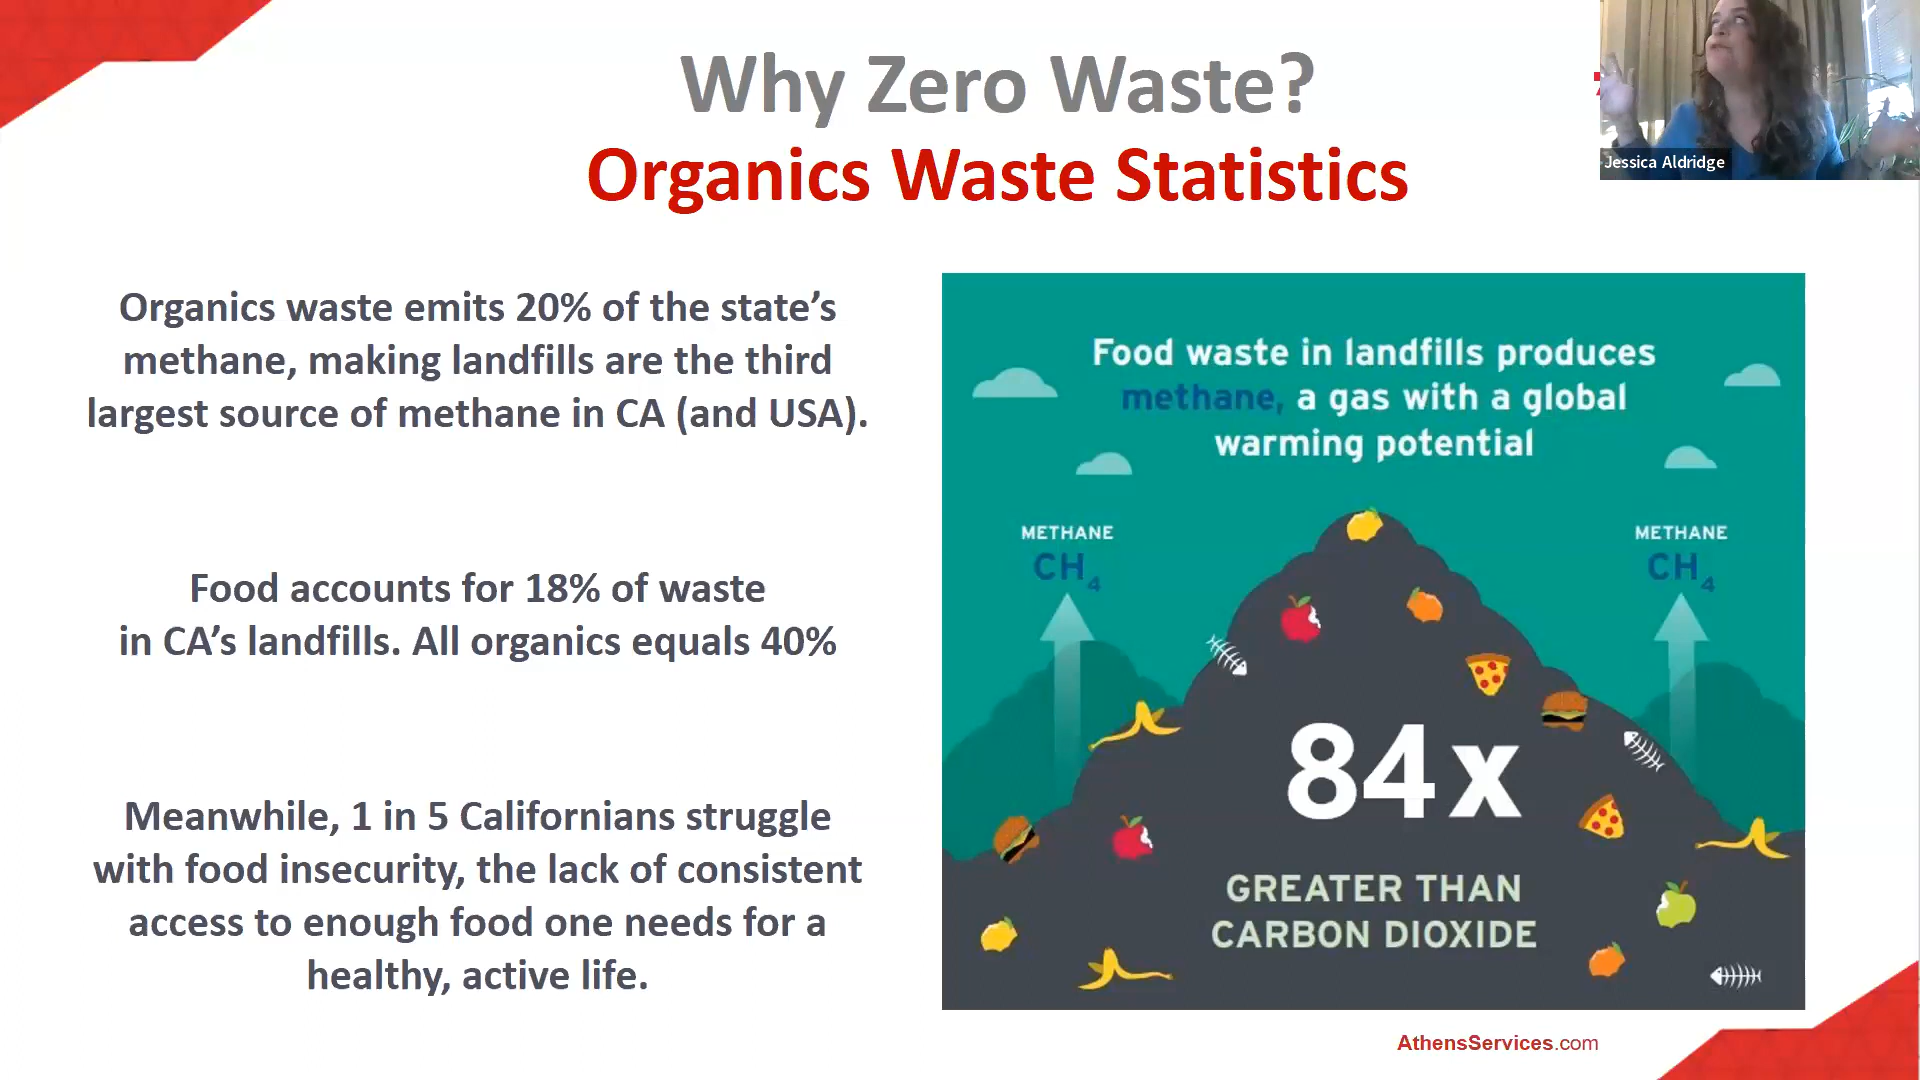 Why Zero Waste?
Organics Waste Statistics
Jessica Aldridge
Organics waste emits 20% of the state’s
methane, making landfills are the third
largest source of methane in CA (and USA).
Food accounts for 18% of waste
in CA’s landfills. All organics equals 40%
Meanwhile, 1 in 5 Californians struggle
with food insecurity, the lack of consistent
access to enough food one needs for a
healthy, active life.
Food waste in landfills produces
methane, a gas with a global
warming potential
METHANE
CH4
METHANE
CH4
84x
GREATER THAN
CARBON DIOXIDE
AthensServices.com